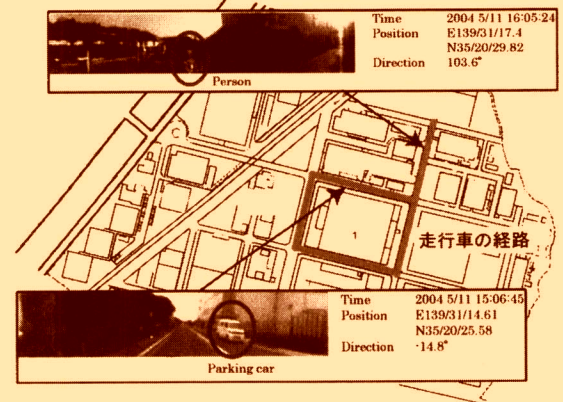 Time 2004 5/11 16:05:24
Position E139/31/17.4
N35/20/29.82
Direction 103.6°
Person
1
走行車の経路
Time 2004 5/11 15:06:45
Position E139/31/14.61
N35/20/25.58
Direction -14.8°
Parking car